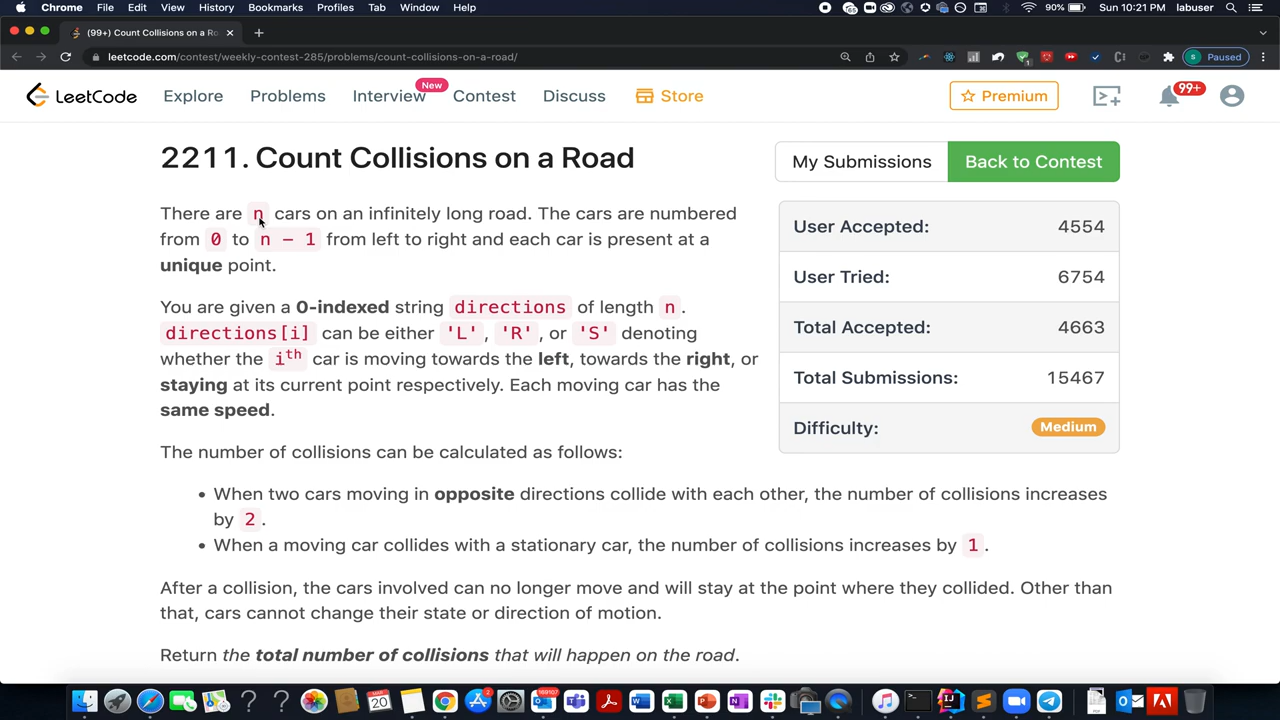 Chrome File Edit View History Bookmarks Profiles Tab Window Help 90% Sun 10:21 PM labuser
(99+) Count Collisions on a Ro
leetcode.com/contest/weekly-contest-285/problems/count-collisions-on-a-road/ S Paused
LeetCode Explore Problems Interview New Contest Discuss Store Premium 99+
2211. Count Collisions on a Road
My Submissions Back to Contest
There are n cars on an infinitely long road. The cars are numbered
from 0 to n - 1 from left to right and each car is present at a
unique point.
You are given a 0-indexed string directions of length n.
directions[i] can be either 'L', 'R', or 'S' denoting
whether the ith car is moving towards the left, towards the right, or
staying at its current point respectively. Each moving car has the
same speed.
User Accepted: 4554
User Tried: 6754
Total Accepted: 4663
Total Submissions: 15467
Difficulty: Medium
The number of collisions can be calculated as follows:
• When two cars moving in opposite directions collide with each other, the number of collisions increases
by 2.
• When a moving car collides with a stationary car, the number of collisions increases by 1.
After a collision, the cars involved can no longer move and will stay at the point where they collided. Other than
that, cars cannot change their state or direction of motion.
Return the total number of collisions that will happen on the road.